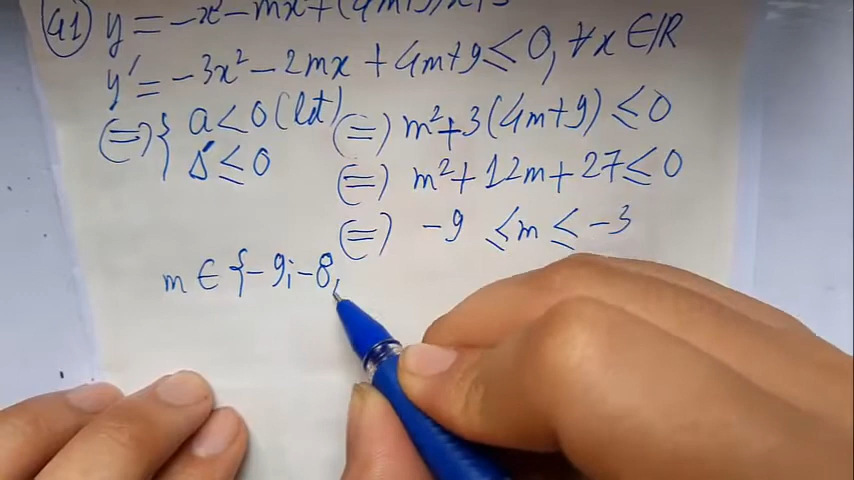 41) y = -x³ - mx² + (4m+9)x + 5
y' = -3x² - 2mx + 4m+9 ≤ 0, ∀x ∈ R
(=) { a < 0 (lđt) (=) m² + 3(4m+9) ≤ 0
Δ' ≤ 0 (=) m² + 12m + 27 ≤ 0
(=) -9 ≤ m ≤ -3
m ∈ {-9; -8,